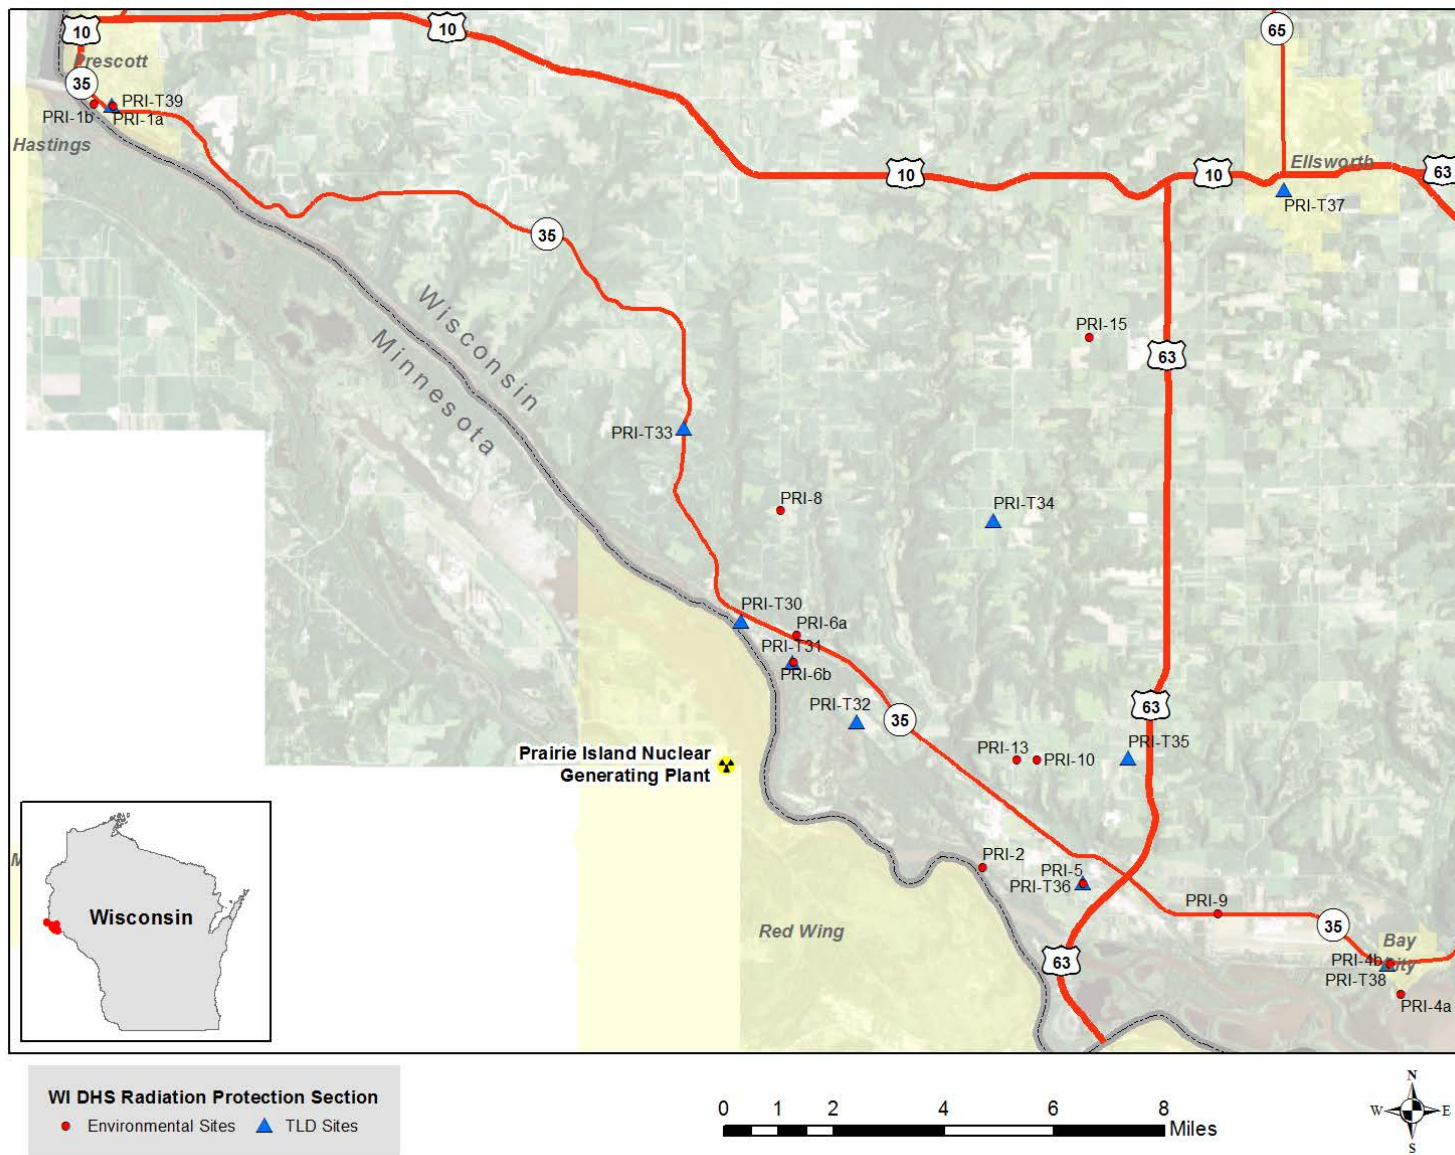 10
10
65
Prescott
35
PRI-T39
PRI-1b
PRI-1a
Hastings
Ellsworth
10
10
63
PRI-T37
35
Wisconsin
Minnesota
PRI-15
63
PRI-T33
PRI-8
PRI-T34
PRI-T30
PRI-6a
PRI-T31
PRI-6b
PRI-T32
63
35
Prairie Island Nuclear
Generating Plant
PRI-13
PRI-10
PRI-T35
PRI-2
PRI-5
PRI-T36
PRI-9
Red Wing
35
Bay
City
63
PRI-4b
PRI-T38
PRI-4a
Wisconsin
WI DHS Radiation Protection Section
Environmental Sites
TLD Sites
0 1 2 4 6 8
Miles
N
W E
S